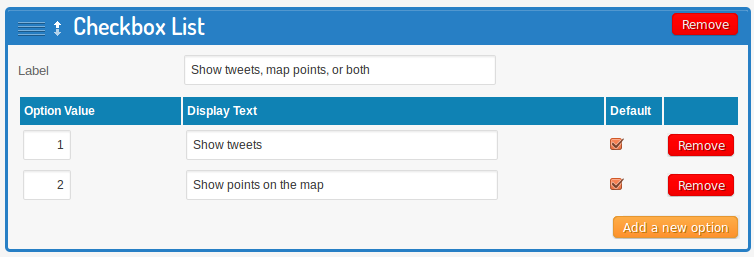 Checkbox List Remove
Label Show tweets, map points, or both
Option Value Display Text Default
1 Show tweets Remove
2 Show points on the map Remove
Add a new option